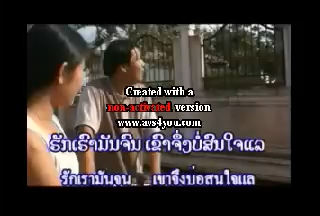 Created with a
non-activated version
www.avs4you.com
ຮັກເຮົາມັນຈົນ ເຂົາຈຶ່ງບໍ່ສົນໃຈແລ
รักเรามันจน เขาจึงบ่อสนใจแล